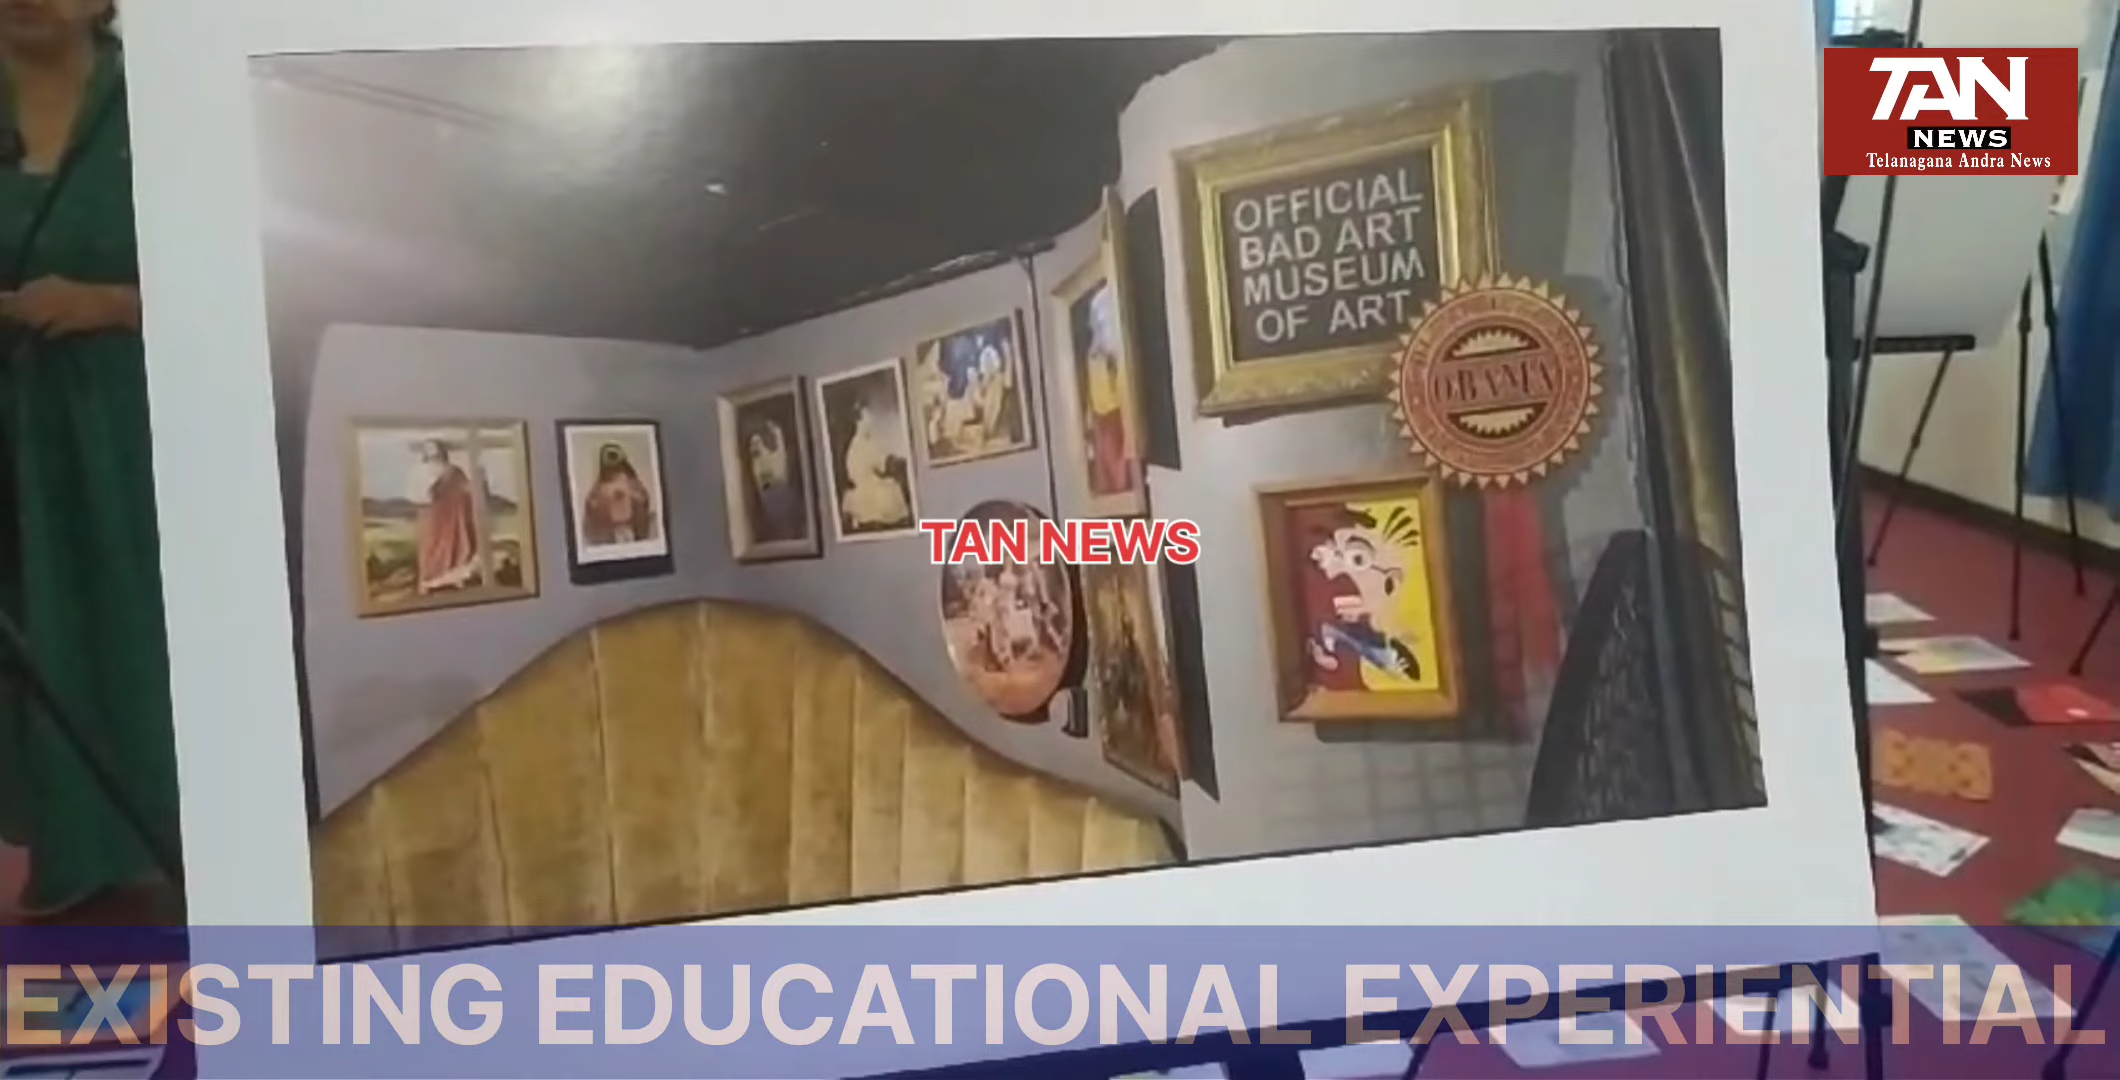 TAN
NEWS
Telanagana Andra News
OFFICIAL
BAD ART
MUSEUM
OF ART
OBAMA
TAN NEWS
EXISTING EDUCATIONAL EXPERIENTIAL